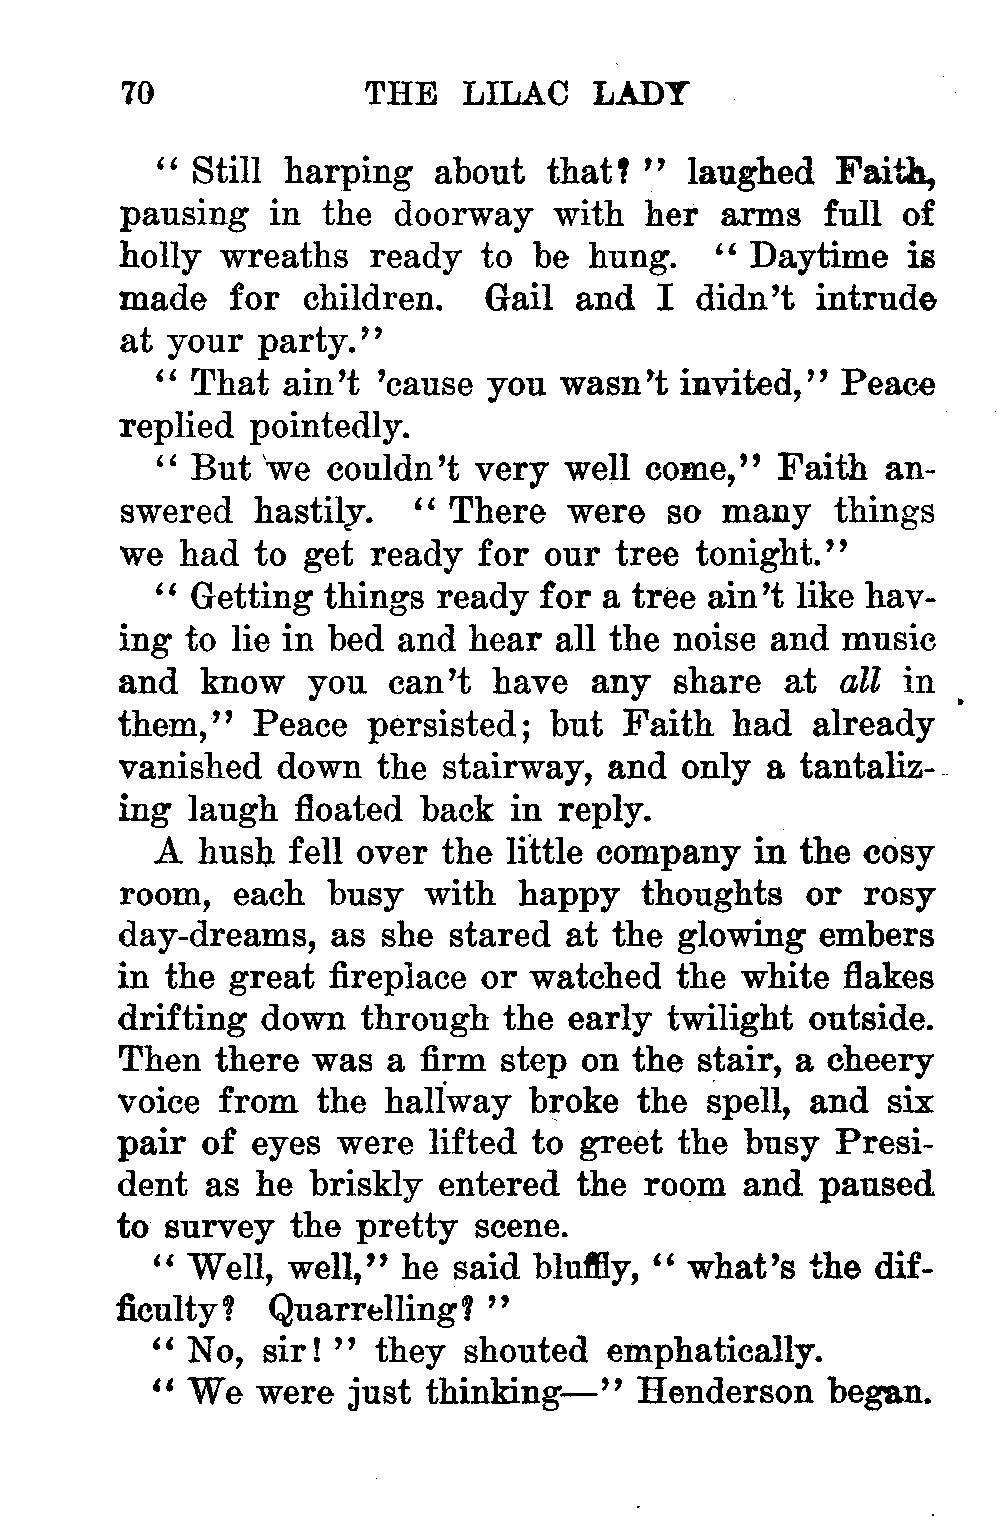 70 THE LILAC LADY
“ Still harping about that? ” laughed Faith,
pausing in the doorway with her arms full of
holly wreaths ready to be hung. “ Daytime is
made for children. Gail and I didn’t intrude
at your party.”
“ That ain’t ’cause you wasn’t invited,” Peace
replied pointedly.
“ But we couldn’t very well come,” Faith an-
swered hastily. “ There were so many things
we had to get ready for our tree tonight.”
“ Getting things ready for a tree ain’t like hav-
ing to lie in bed and hear all the noise and music
and know you can’t have any share at all in
them,” Peace persisted; but Faith had already
vanished down the stairway, and only a tantaliz-
ing laugh floated back in reply.
A hush fell over the little company in the cosy
room, each busy with happy thoughts or rosy
day-dreams, as she stared at the glowing embers
in the great fireplace or watched the white flakes
drifting down through the early twilight outside.
Then there was a firm step on the stair, a cheery
voice from the hallway broke the spell, and six
pair of eyes were lifted to greet the busy Presi-
dent as he briskly entered the room and paused
to survey the pretty scene.
“ Well, well,” he said bluffly, “ what’s the dif-
ficulty? Quarrelling? ”
“ No, sir! ” they shouted emphatically.
“ We were just thinking—” Henderson began.